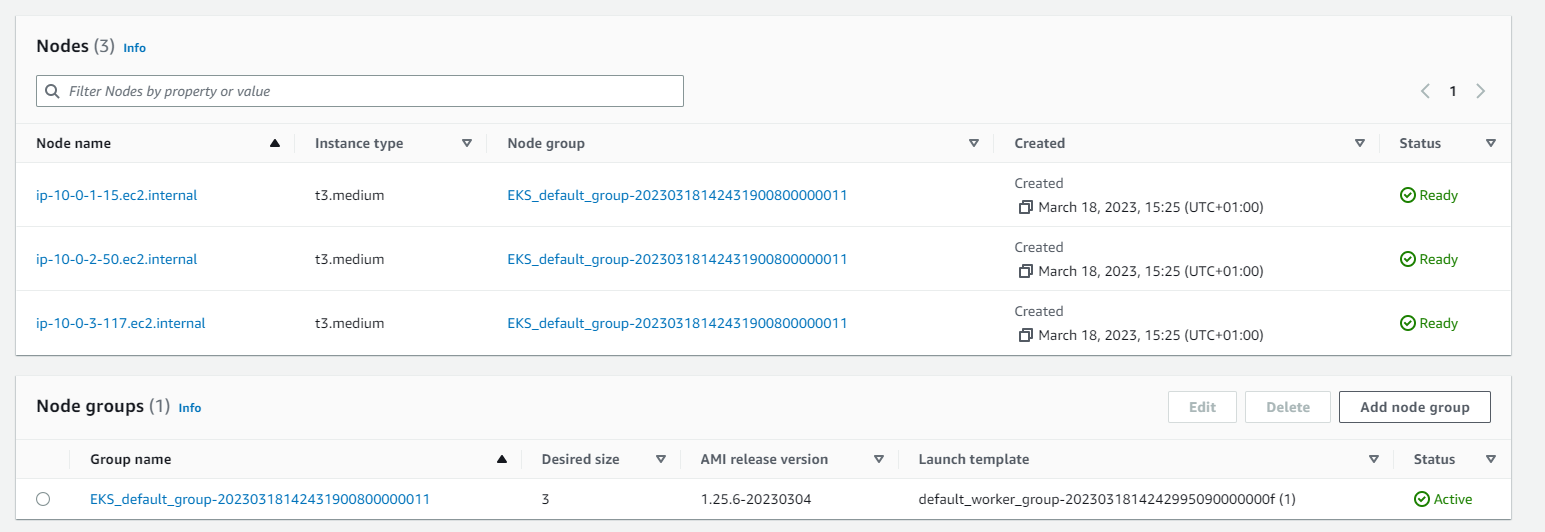 Nodes (3) Info
Filter Nodes by property or value
1
Node name Instance type Node group Created Status
ip-10-0-1-15.ec2.internal t3.medium EKS_default_group-20230318142431900800000011 Created March 18, 2023, 15:25 (UTC+01:00) Ready
ip-10-0-2-50.ec2.internal t3.medium EKS_default_group-20230318142431900800000011 Created March 18, 2023, 15:25 (UTC+01:00) Ready
ip-10-0-3-117.ec2.internal t3.medium EKS_default_group-20230318142431900800000011 Created March 18, 2023, 15:25 (UTC+01:00) Ready
Node groups (1) Info
Edit Delete Add node group
Group name Desired size AMI release version Launch template Status
EKS_default_group-20230318142431900800000011 3 1.25.6-20230304 default_worker_group-2023031814242995090000000f (1) Active